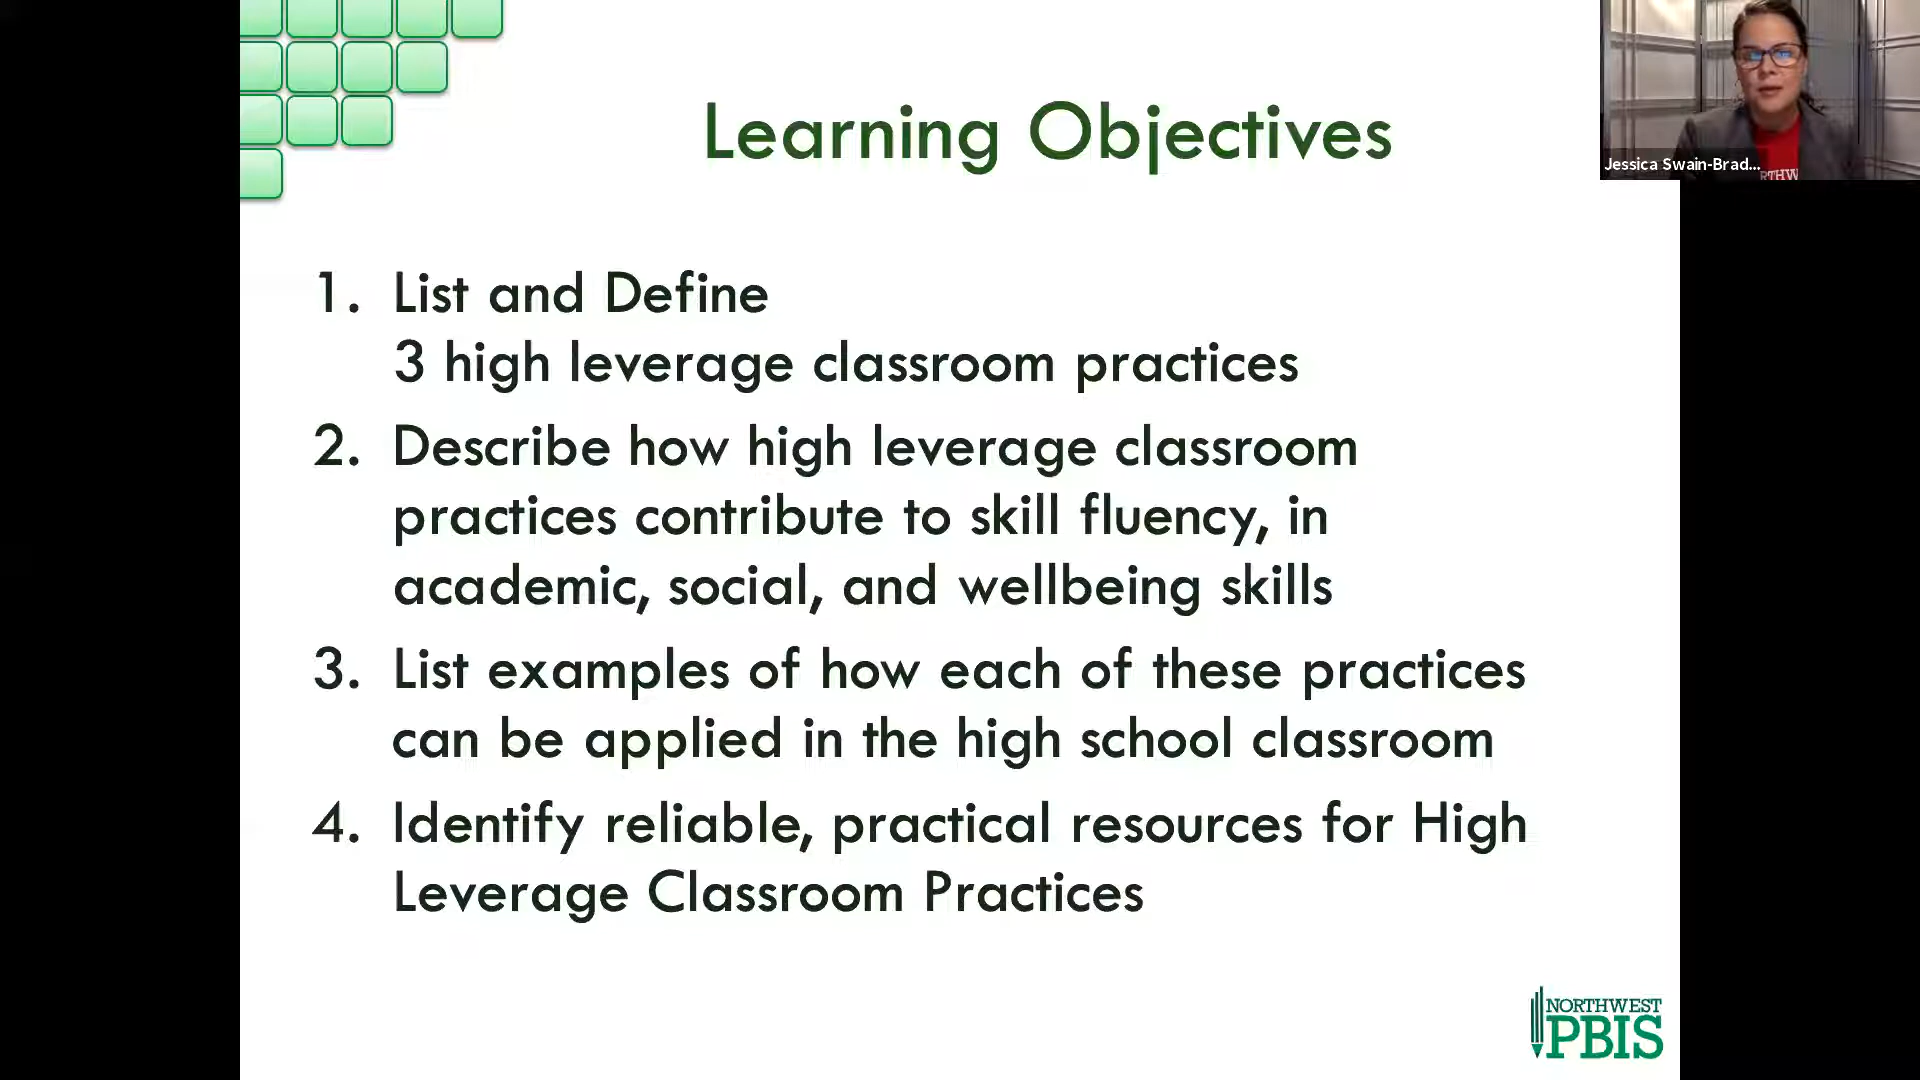 Learning Objectives
Jessica Swain-Brad...
RTHW
1. List and Define
3 high leverage classroom practices
2. Describe how high leverage classroom
practices contribute to skill fluency, in
academic, social, and wellbeing skills
3. List examples of how each of these practices
can be applied in the high school classroom
4. Identify reliable, practical resources for High
Leverage Classroom Practices
NORTHWEST
PBIS